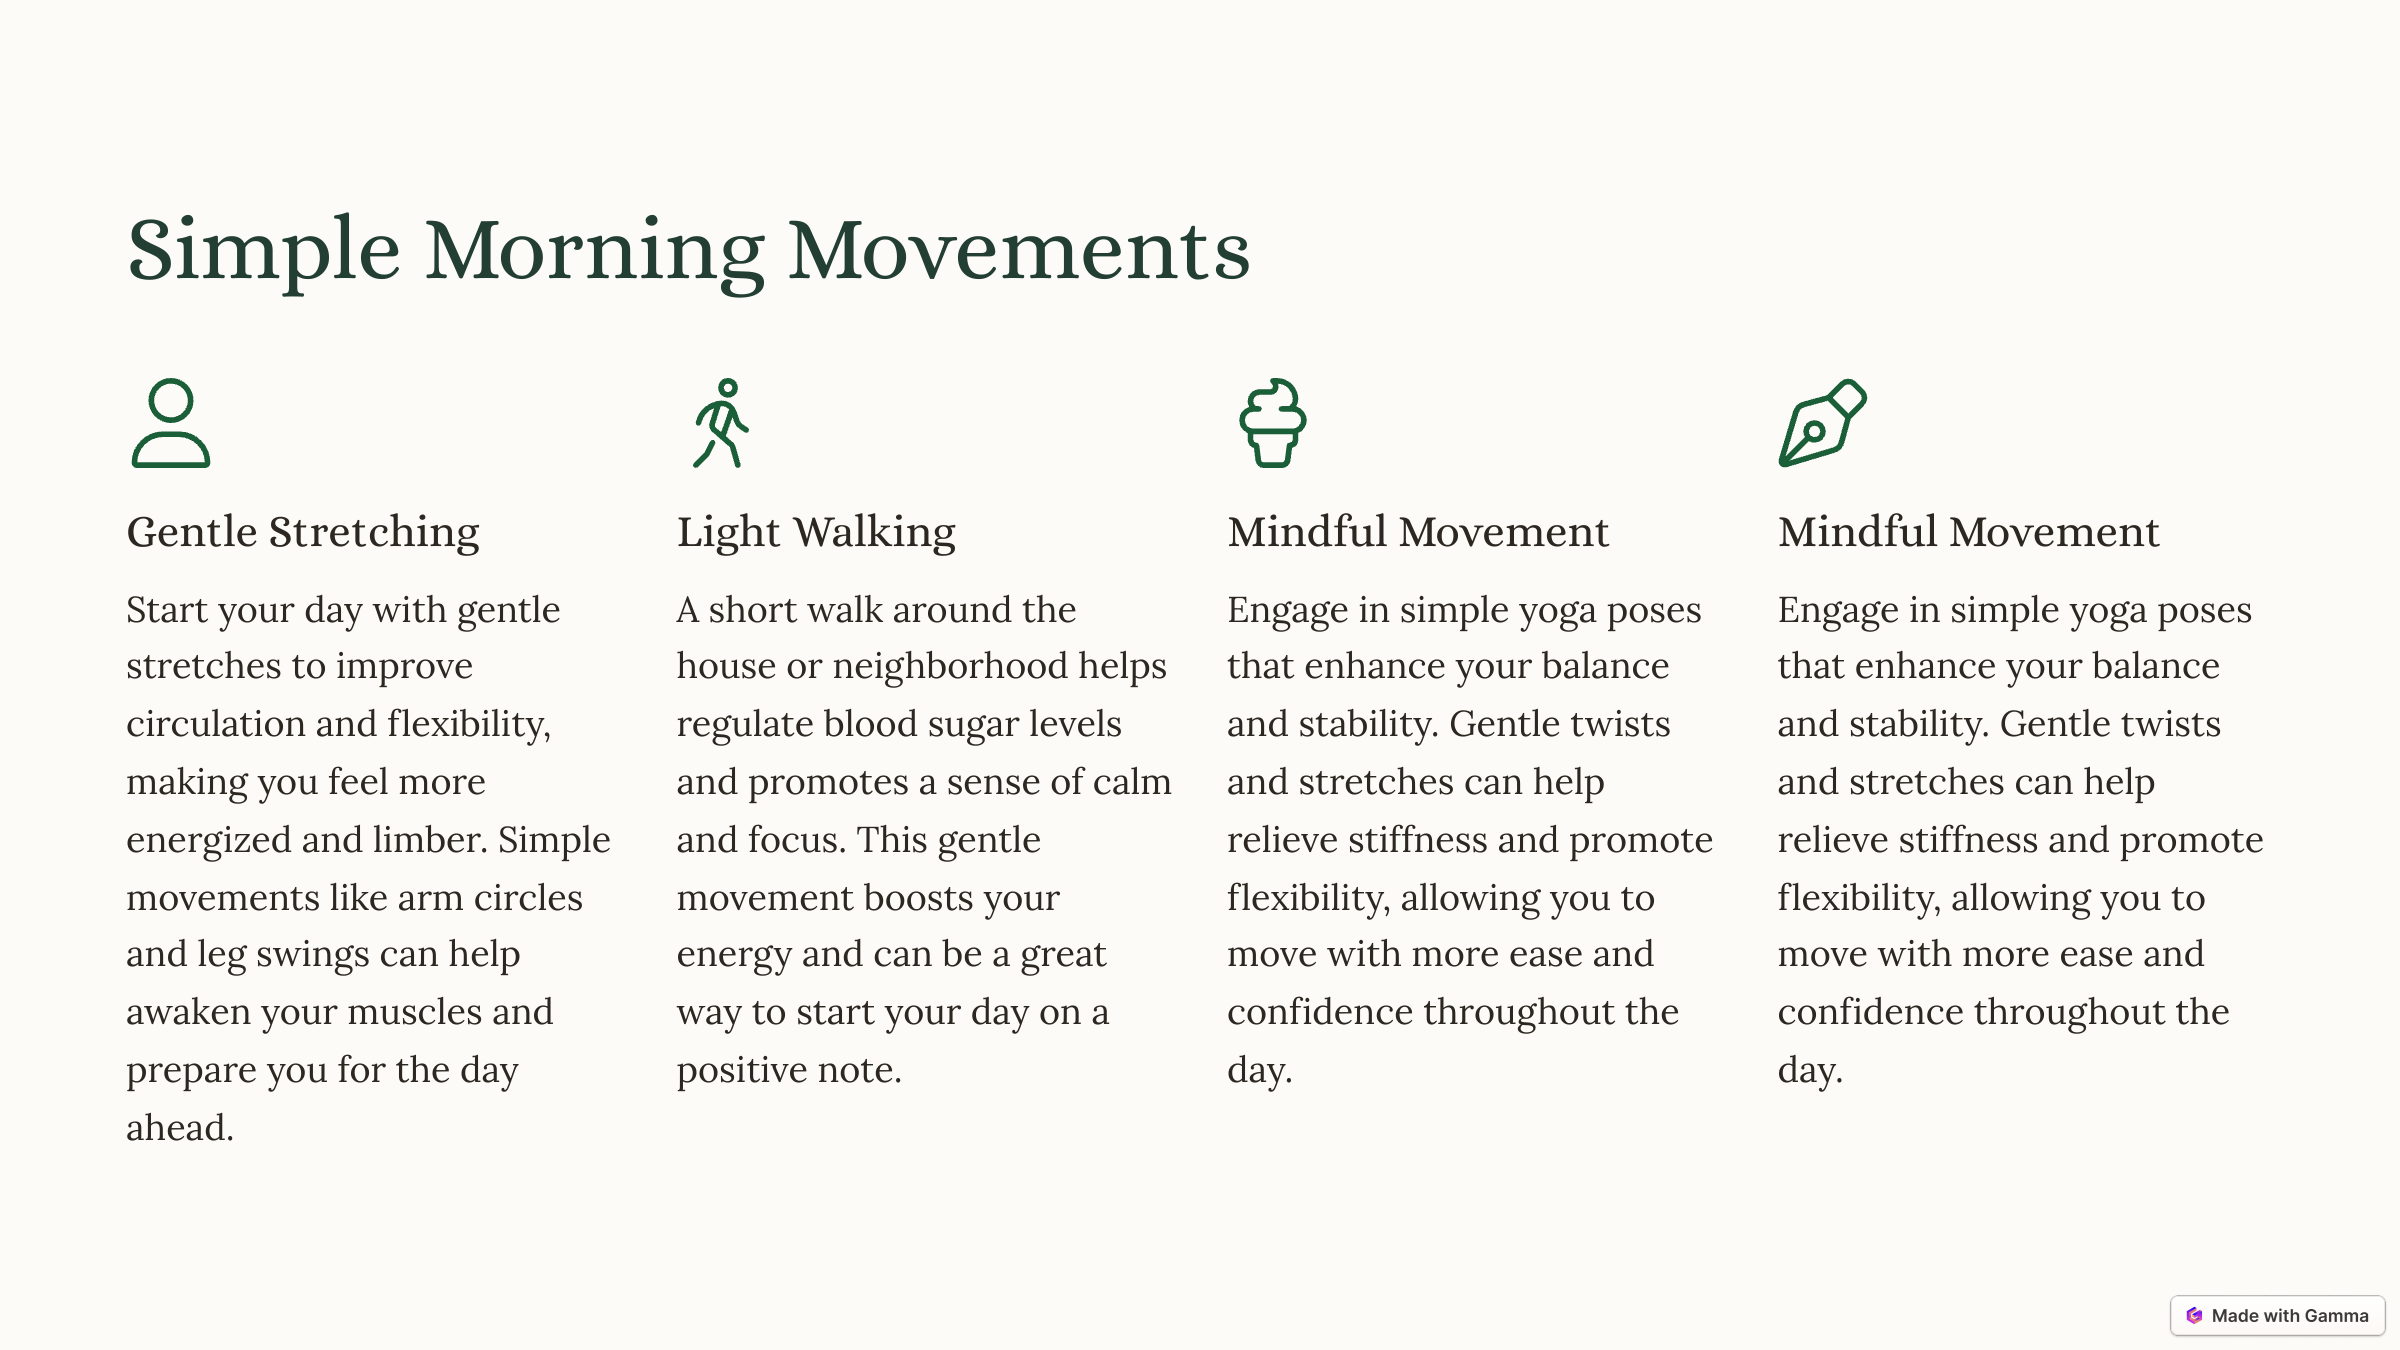 Simple Morning Movements
Gentle Stretching
Start your day with gentle
stretches to improve
circulation and flexibility,
making you feel more
energized and limber. Simple
movements like arm circles
and leg swings can help
awaken your muscles and
prepare you for the day
ahead.
Light Walking
A short walk around the
house or neighborhood helps
regulate blood sugar levels
and promotes a sense of calm
and focus. This gentle
movement boosts your
energy and can be a great
way to start your day on a
positive note.
Mindful Movement
Engage in simple yoga poses
that enhance your balance
and stability. Gentle twists
and stretches can help
relieve stiffness and promote
flexibility, allowing you to
move with more ease and
confidence throughout the
day.
Mindful Movement
Engage in simple yoga poses
that enhance your balance
and stability. Gentle twists
and stretches can help
relieve stiffness and promote
flexibility, allowing you to
move with more ease and
confidence throughout the
day.
Made with Gamma